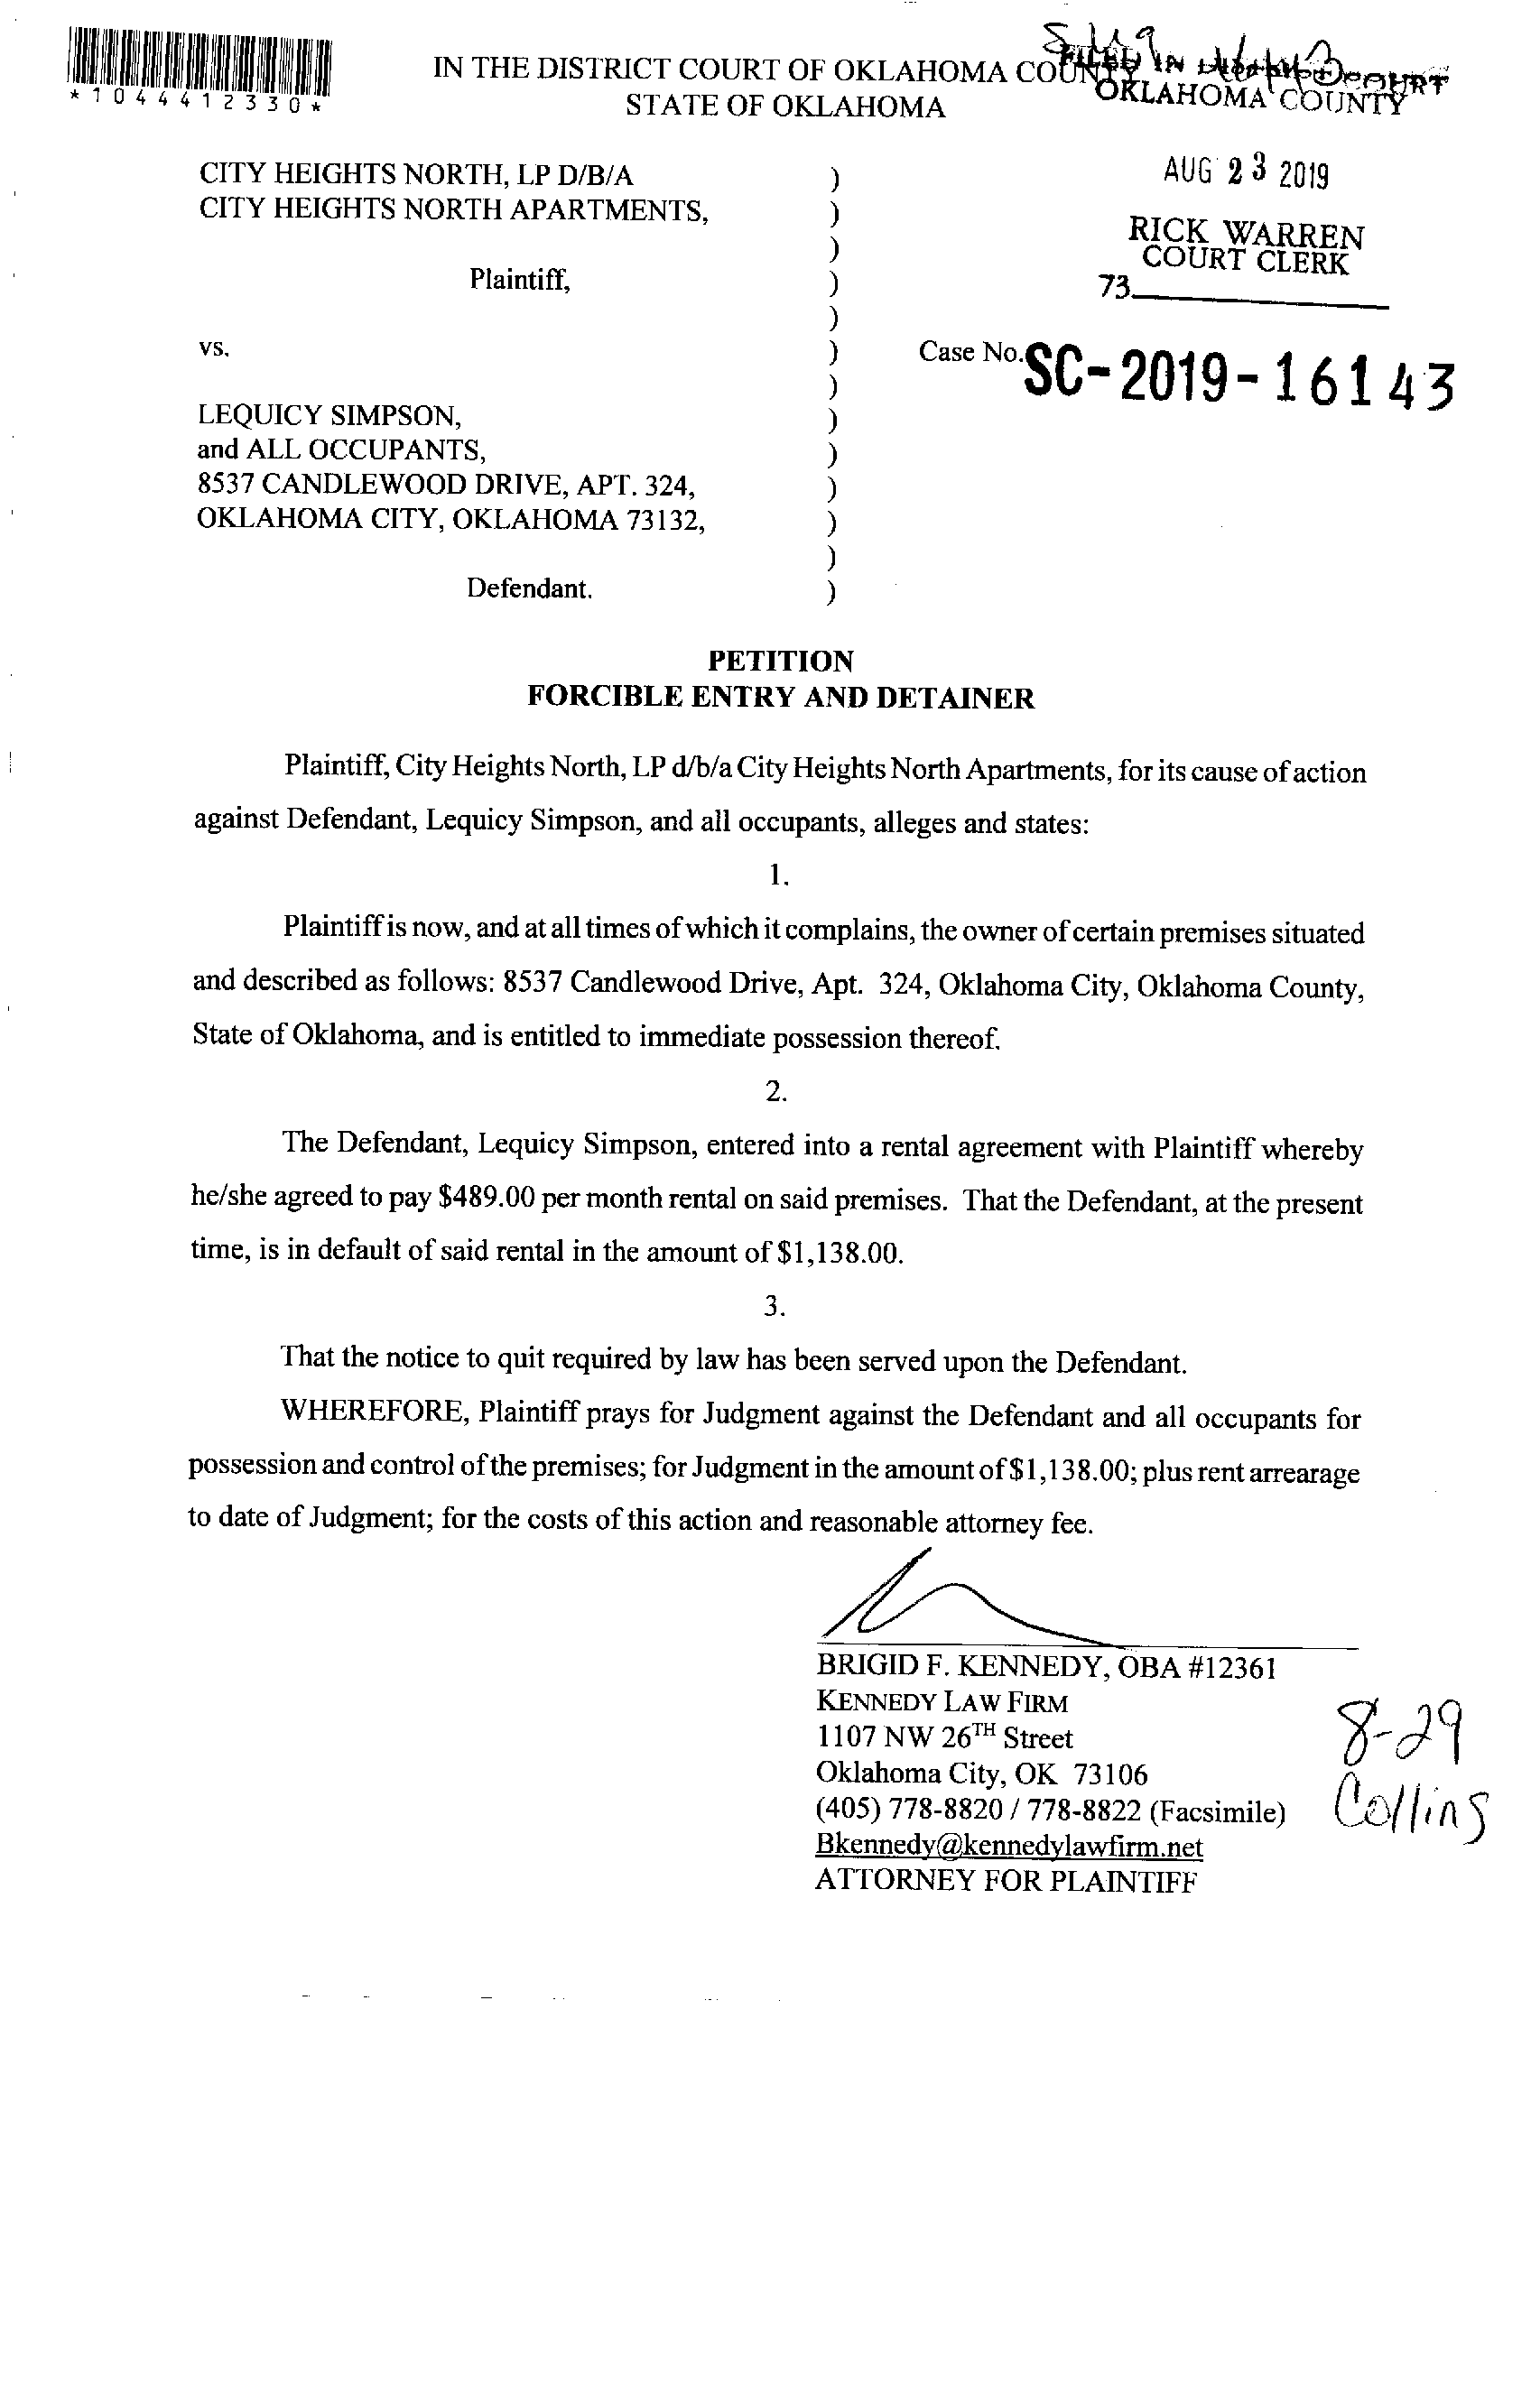 *1044412330*
IN THE DISTRICT COURT OF OKLAHOMA COUNTY
STATE OF OKLAHOMA
FILED IN DISTRICT COURT
OKLAHOMA COUNTY
AUG 23 2019
RICK WARREN
COURT CLERK
73
CITY HEIGHTS NORTH, LP D/B/A )
CITY HEIGHTS NORTH APARTMENTS, )
)
Plaintiff, )
)
vs. ) Case No. SC-2019-16143
)
LEQUICY SIMPSON, )
and ALL OCCUPANTS, )
8537 CANDLEWOOD DRIVE, APT. 324, )
OKLAHOMA CITY, OKLAHOMA 73132, )
)
Defendant. )
PETITION
FORCIBLE ENTRY AND DETAINER
Plaintiff, City Heights North, LP d/b/a City Heights North Apartments, for its cause of action
against Defendant, Lequicy Simpson, and all occupants, alleges and states:
1.
Plaintiff is now, and at all times of which it complains, the owner of certain premises situated
and described as follows: 8537 Candlewood Drive, Apt. 324, Oklahoma City, Oklahoma County,
State of Oklahoma, and is entitled to immediate possession thereof.
2.
The Defendant, Lequicy Simpson, entered into a rental agreement with Plaintiff whereby
he/she agreed to pay $489.00 per month rental on said premises. That the Defendant, at the present
time, is in default of said rental in the amount of $1,138.00.
3.
That the notice to quit required by law has been served upon the Defendant.
WHEREFORE, Plaintiff prays for Judgment against the Defendant and all occupants for
possession and control of the premises; for Judgment in the amount of $1,138.00; plus rent arrearage
to date of Judgment; for the costs of this action and reasonable attorney fee.
BRIGID F. KENNEDY, OBA #12361
KENNEDY LAW FIRM
1107 NW 26TH Street
Oklahoma City, OK 73106
(405) 778-8820 / 778-8822 (Facsimile)
Bkennedy@kennedylawfirm.net
ATTORNEY FOR PLAINTIFF
8-29
Collins